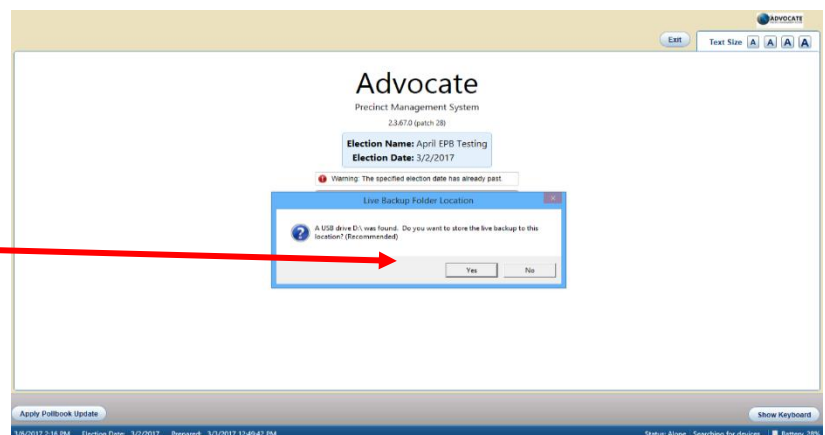 ADVOCATE
Exit
Text Size A A A A
Advocate
Precinct Management System
2.3.67.0 (patch 28)
Election Name: April EPB Testing
Election Date: 3/2/2017
Warning: The specified election date has already past.
Live Backup Folder Location
A USB drive D:\ was found. Do you want to store the live backup to this
location? (Recommended)
Yes No
Apply Pollbook Update
Show Keyboard
3/6/2017 2:16 PM Election Date: 3/2/2017 Prepared: 3/3/2017 12:49:42 PM Status: Alone Searching for devices Battery 28%